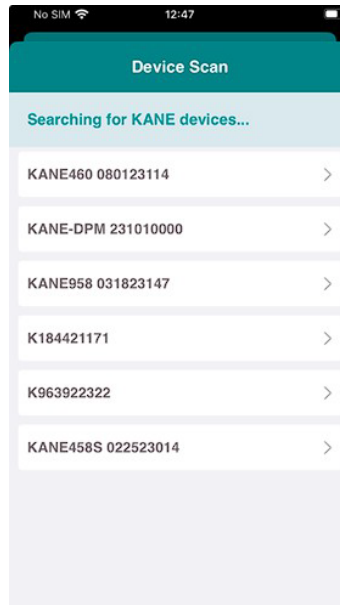 No SIM 12:47
Device Scan
Searching for KANE devices...
KANE460 080123114
KANE-DPM 231010000
KANE958 031823147
K184421171
K963922322
KANE458S 022523014